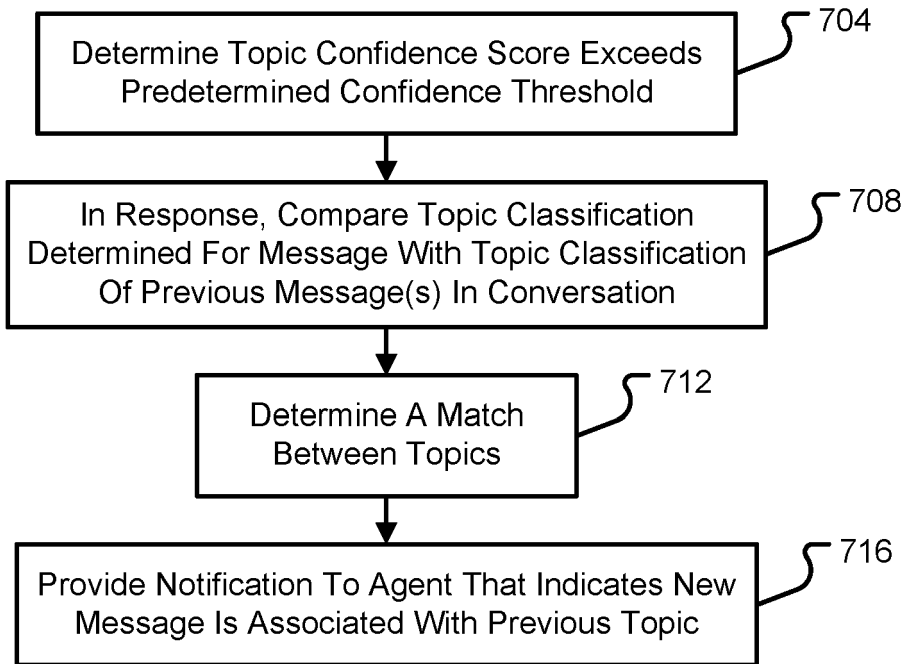 704
Determine Topic Confidence Score Exceeds
Predetermined Confidence Threshold
708
In Response, Compare Topic Classification
Determined For Message With Topic Classification
Of Previous Message(s) In Conversation
712
Determine A Match
Between Topics
716
Provide Notification To Agent That Indicates New
Message Is Associated With Previous Topic